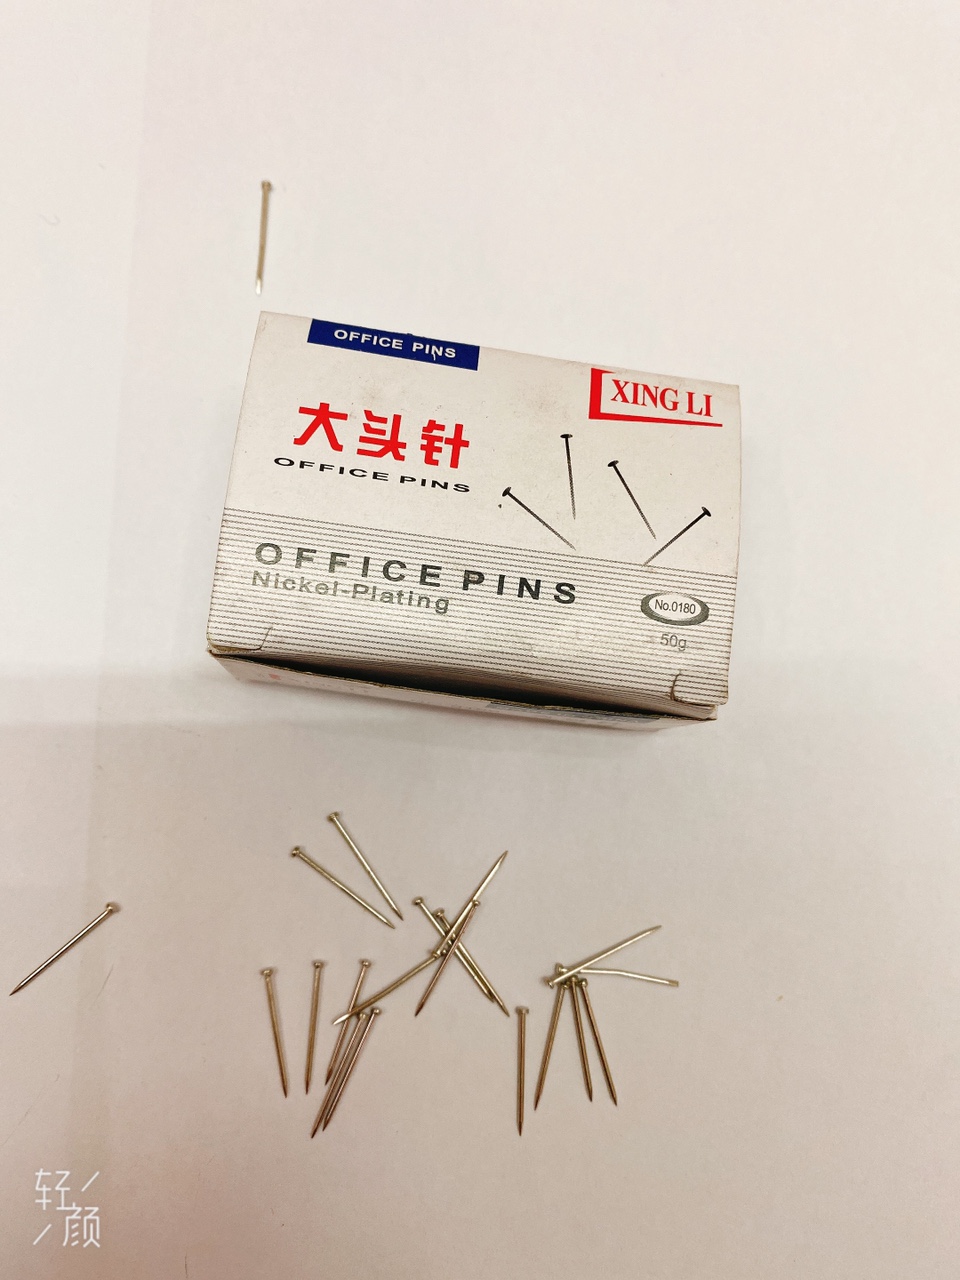 OFFICE PINS
XING LI
大头针
OFFICE PINS
OFFICE PINS
Nickel-Plating
No.0180
50g
轻颜